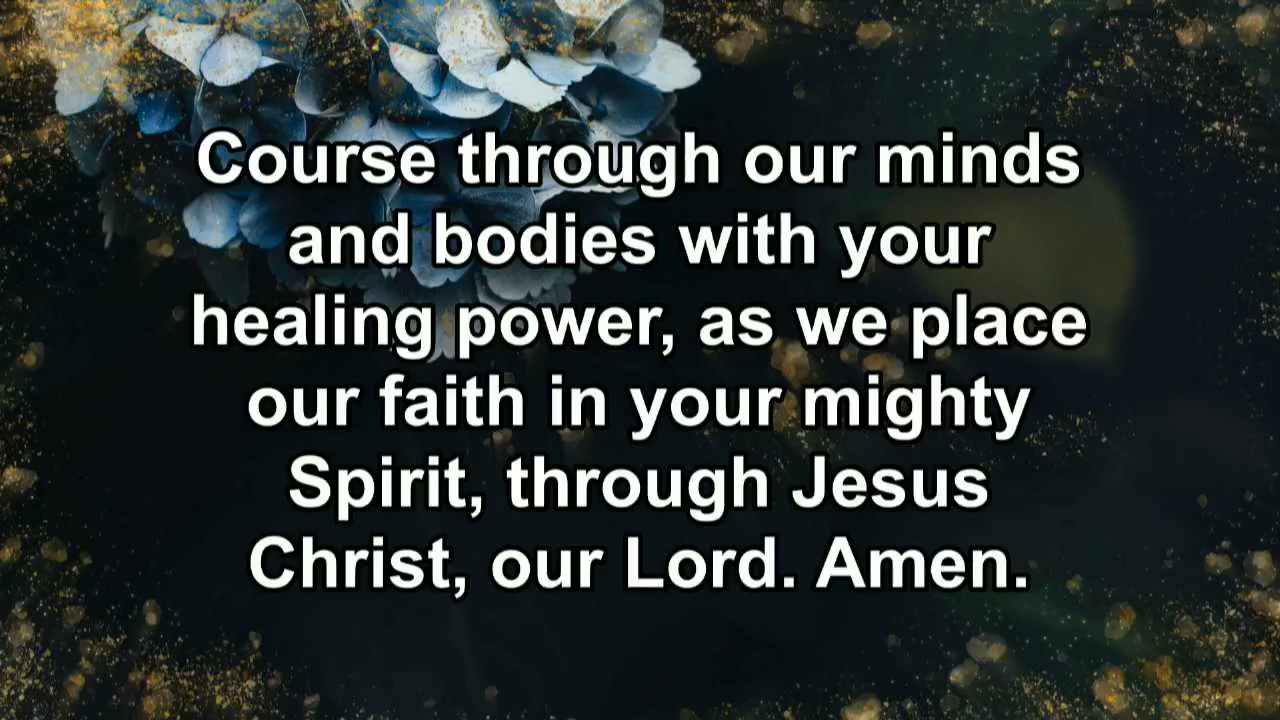 Course through our minds
and bodies with your
healing power, as we place
our faith in your mighty
Spirit, through Jesus
Christ, our Lord. Amen.